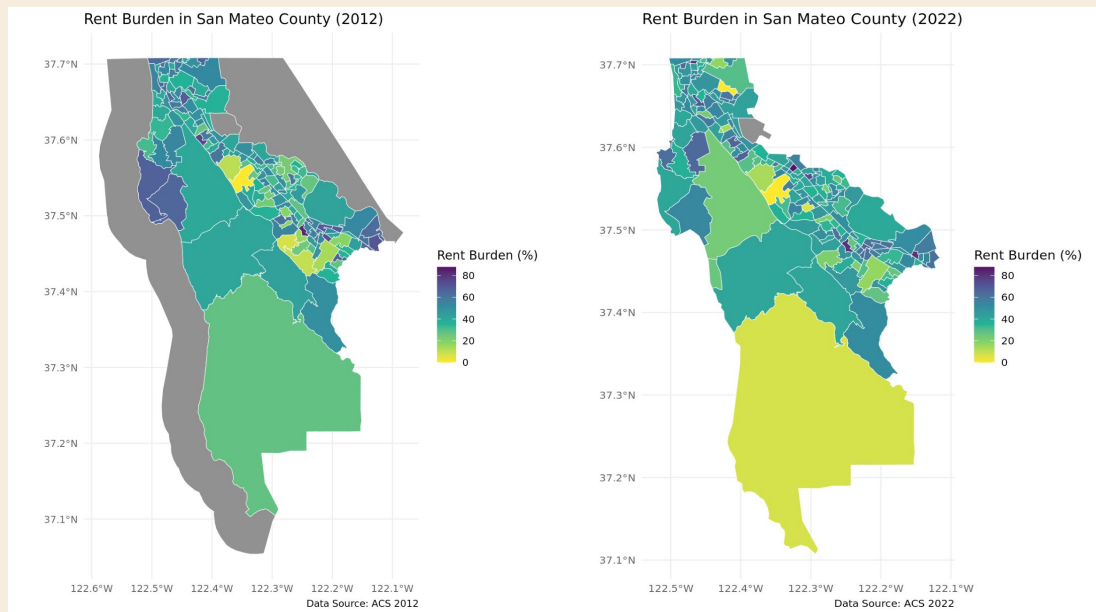 Rent Burden in San Mateo County (2012)
37.7°N
37.6°N
37.5°N
37.4°N
37.3°N
37.2°N
37.1°N
122.6°W 122.5°W 122.4°W 122.3°W 122.2°W 122.1°W
Rent Burden (%)
80
60
40
20
0
Data Source: ACS 2012
Rent Burden in San Mateo County (2022)
37.7°N
37.6°N
37.5°N
37.4°N
37.3°N
37.2°N
37.1°N
122.5°W 122.4°W 122.3°W 122.2°W 122.1°W
Rent Burden (%)
80
60
40
20
0
Data Source: ACS 2022